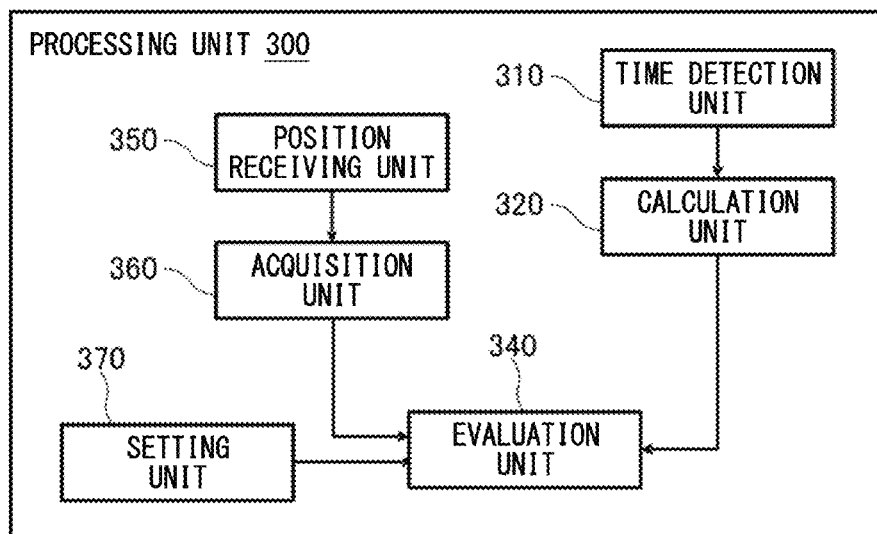 PROCESSING UNIT 300
310
TIME DETECTION
UNIT
350
POSITION
RECEIVING UNIT
320
CALCULATION
UNIT
360
ACQUISITION
UNIT
370
SETTING
UNIT
340
EVALUATION
UNIT